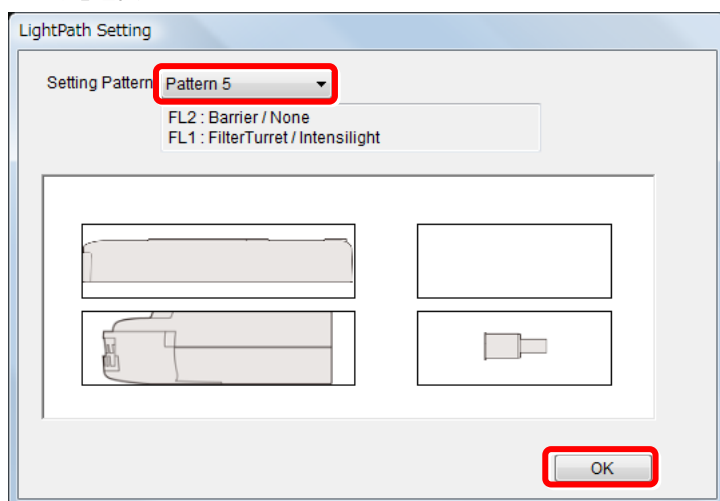 LightPath Setting
Setting Pattern Pattern 5
FL2 : Barrier / None
FL1 : FilterTurret / Intensilight
OK